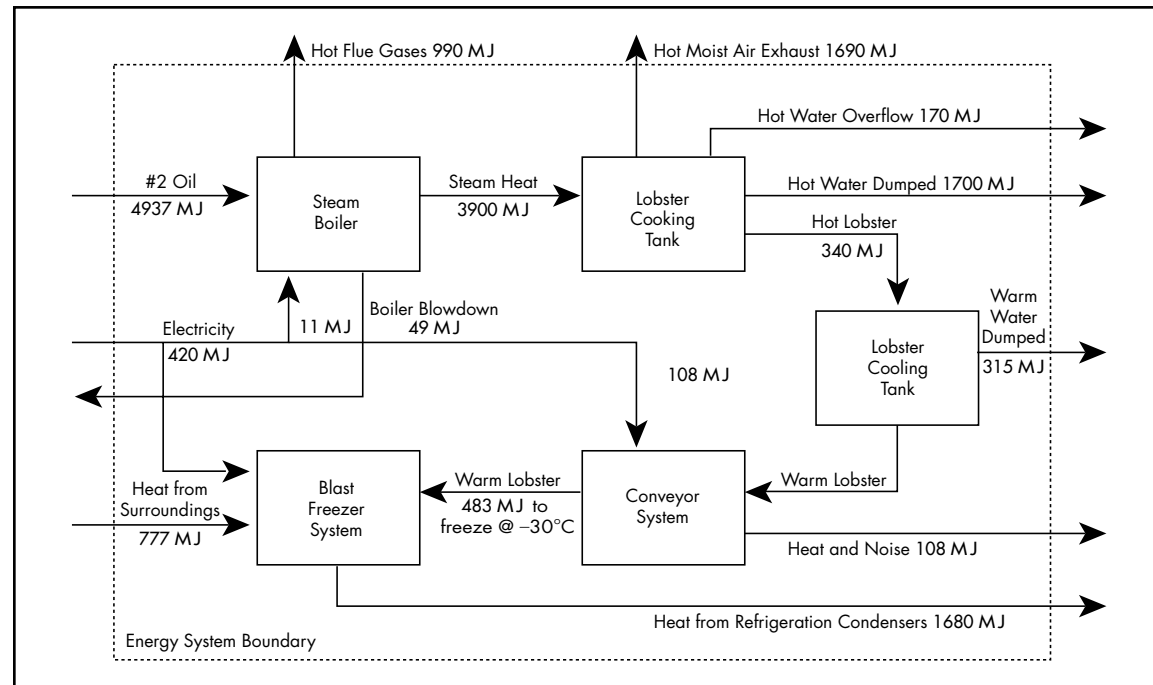 Hot Flue Gases 990 MJ
Hot Moist Air Exhaust 1690 MJ
Hot Water Overflow 170 MJ
#2 Oil
4937 MJ
Steam
Boiler
Steam Heat
3900 MJ
Lobster
Cooking
Tank
Hot Water Dumped 1700 MJ
Hot Lobster
340 MJ
Electricity
420 MJ
11 MJ
Boiler Blowdown
49 MJ
108 MJ
Lobster
Cooling
Tank
Warm
Water
Dumped
315 MJ
Heat from
Surroundings
777 MJ
Blast
Freezer
System
Warm Lobster
483 MJ to
freeze @ –30°C
Conveyor
System
Warm Lobster
Heat and Noise 108 MJ
Heat from Refrigeration Condensers 1680 MJ
Energy System Boundary